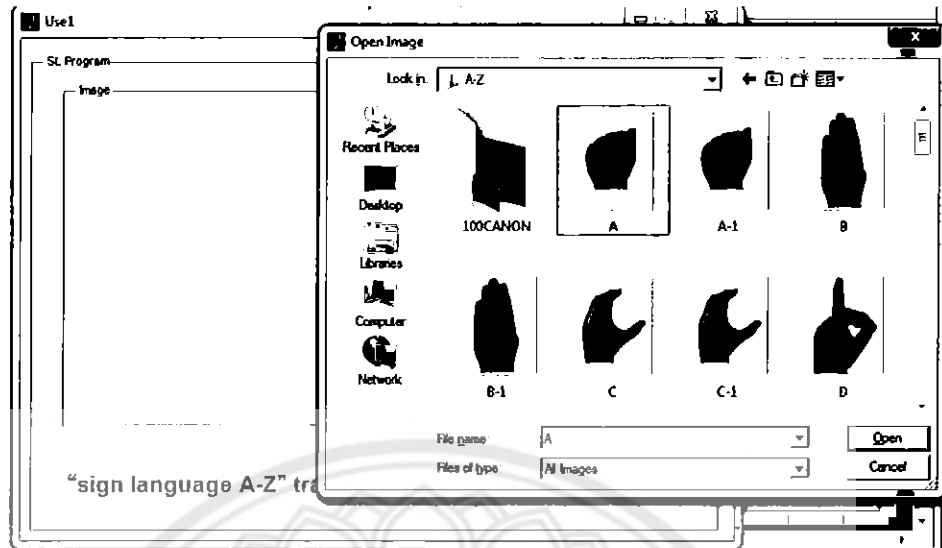 Use1
Open Image
SL Program
Image
Look in:
A-Z
Recent Places
Desktop
Libraries
Computer
Network
100CANON
A
A-1
B
B-1
C
C-1
D
File name:
A
Open
Files of type:
All Images
Cancel
"sign language A-Z"